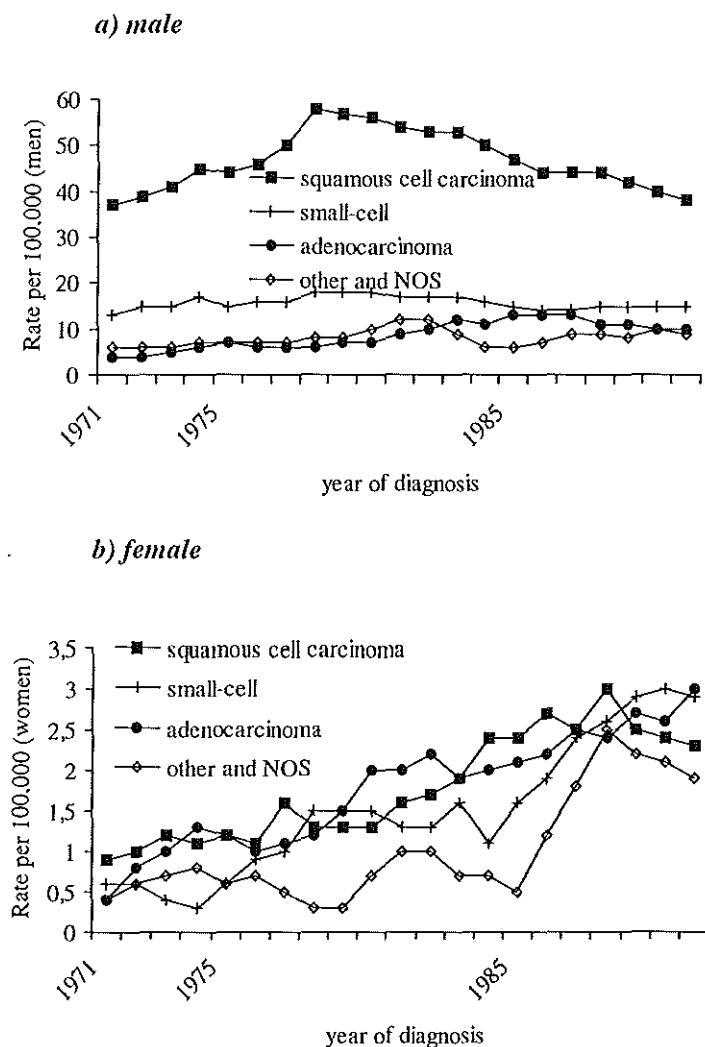 a) male
60
50
40
30
20
10
0
Rate per 100.000 (men)
squamous cell carcinoma
small-cell
adenocarcinoma
other and NOS
1971
1975
1985
year of diagnosis
b) female
3,5
3
2,5
2
1,5
1
0,5
0
Rate per 100.000 (women)
squamous cell carcinoma
small-cell
adenocarcinoma
other and NOS
1971
1975
1985
year of diagnosis